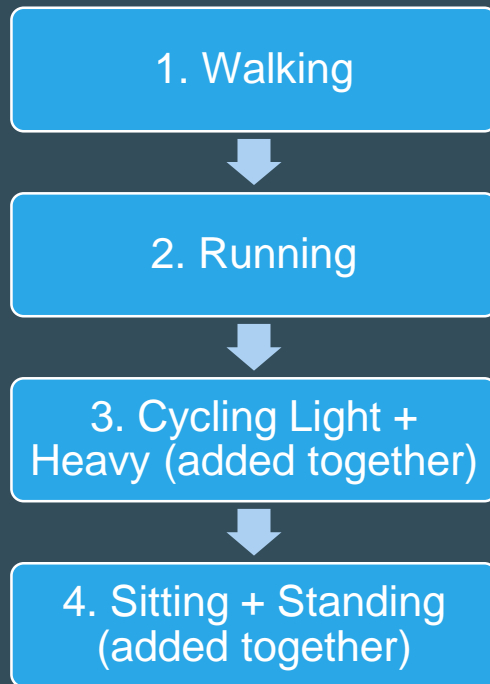 1. Walking
2. Running
3. Cycling Light +
Heavy (added together)
4. Sitting + Standing
(added together)